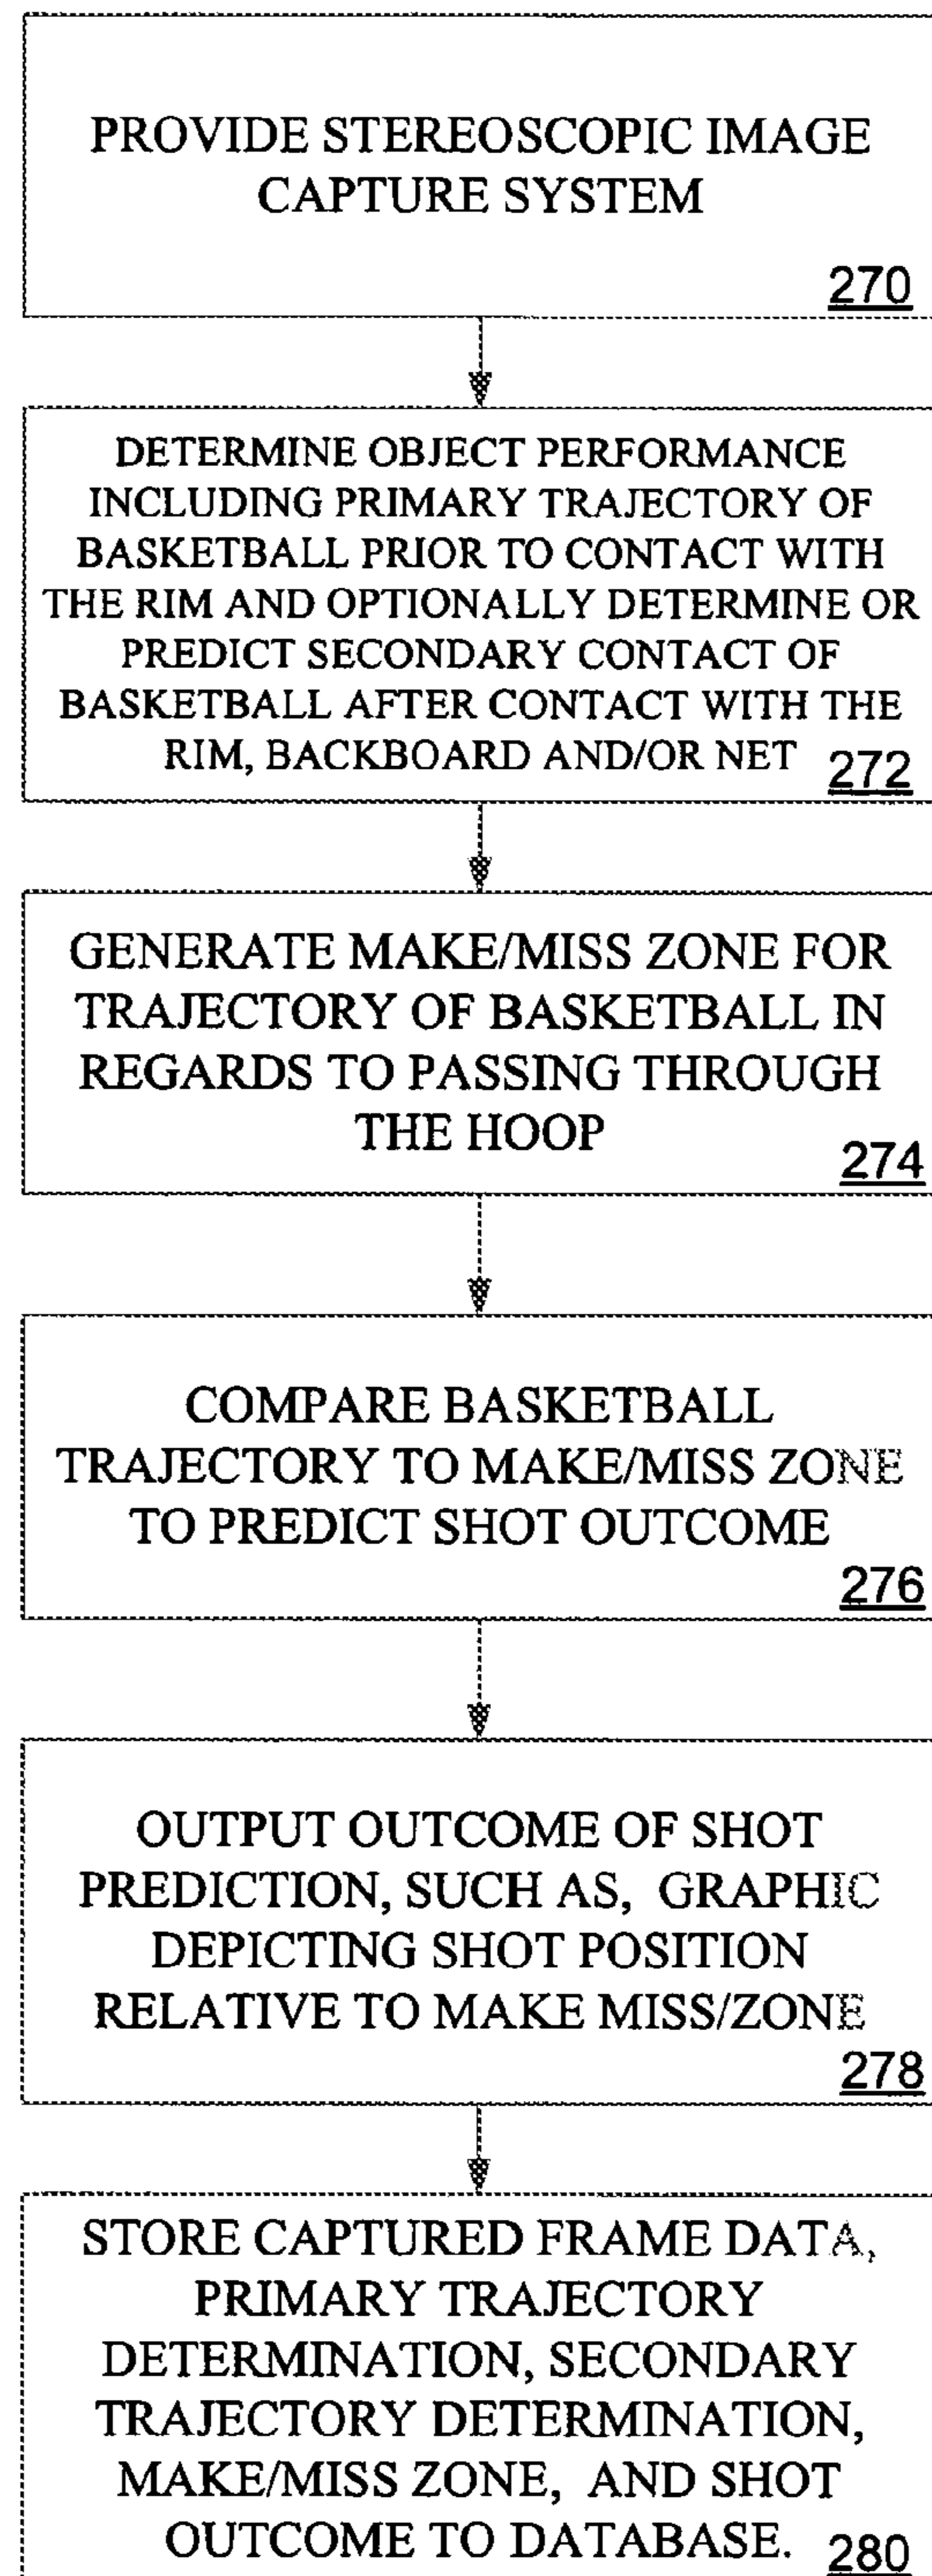 PROVIDE STEREOSCOPIC IMAGE
CAPTURE SYSTEM
270
DETERMINE OBJECT PERFORMANCE
INCLUDING PRIMARY TRAJECTORY OF
BASKETBALL PRIOR TO CONTACT WITH
THE RIM AND OPTIONALLY DETERMINE OR
PREDICT SECONDARY CONTACT OF
BASKETBALL AFTER CONTACT WITH THE
RIM, BACKBOARD AND/OR NET 272
GENERATE MAKE/MISS ZONE FOR
TRAJECTORY OF BASKETBALL IN
REGARDS TO PASSING THROUGH
THE HOOP
274
COMPARE BASKETBALL
TRAJECTORY TO MAKE/MISS ZONE
TO PREDICT SHOT OUTCOME
276
OUTPUT OUTCOME OF SHOT
PREDICTION, SUCH AS, GRAPHIC
DEPICTING SHOT POSITION
RELATIVE TO MAKE MISS/ZONE
278
STORE CAPTURED FRAME DATA,
PRIMARY TRAJECTORY
DETERMINATION, SECONDARY
TRAJECTORY DETERMINATION,
MAKE/MISS ZONE, AND SHOT
OUTCOME TO DATABASE. 280